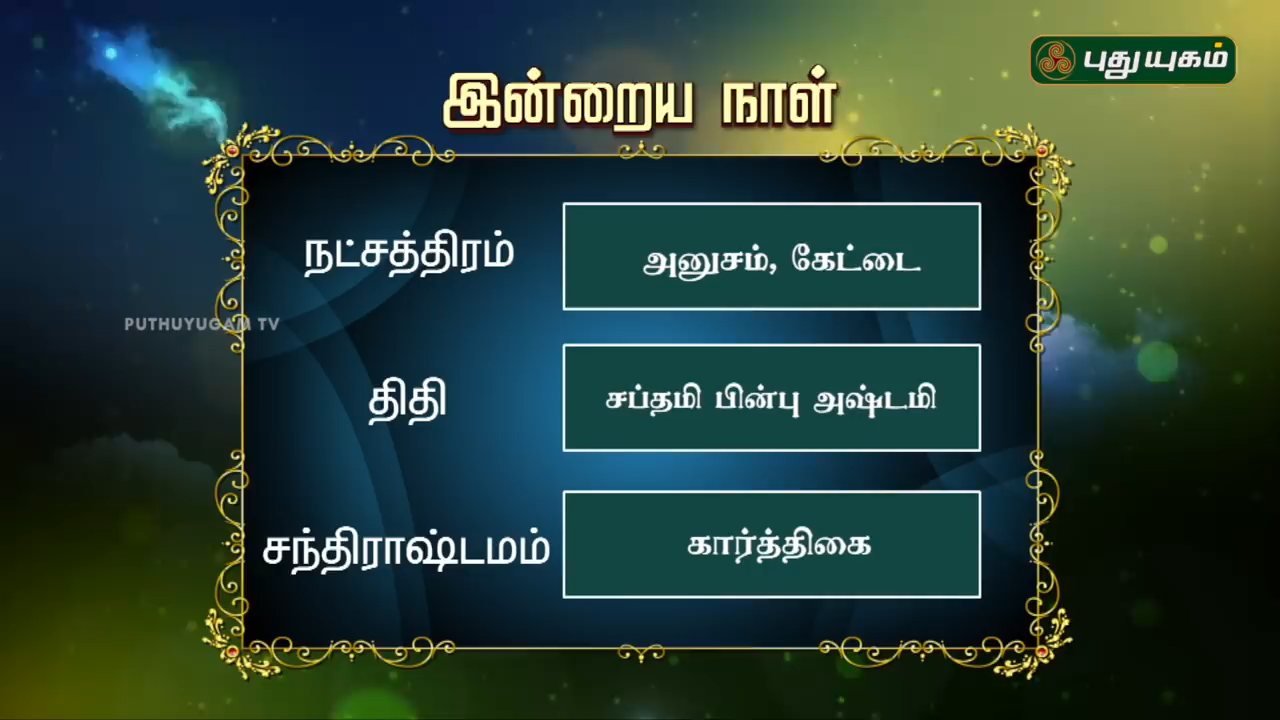 புதுயுகம்
இன்றைய நாள்
நட்சத்திரம்
அனுசம், கேட்டை
PUTHUYUGAM TV
திதி
சப்தமி பின்பு அஷ்டமி
சந்திராஷ்டமம்
கார்த்திகை